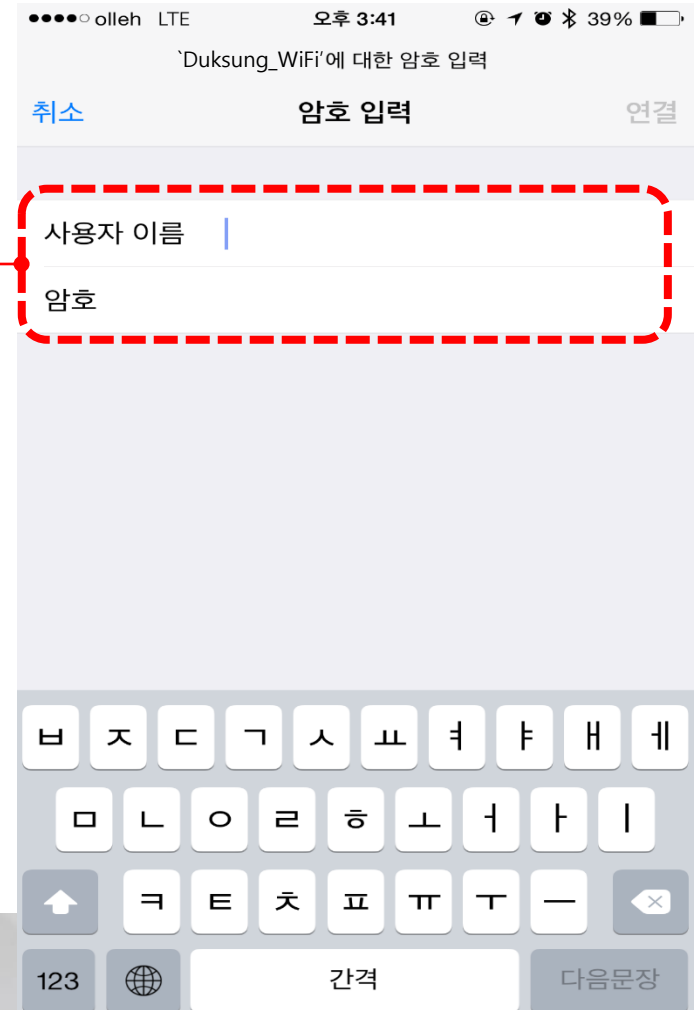 olleh LTE 오후 3:41 39%
`Duksung_WiFi’에 대한 암호 입력
취소 암호 입력 연결
사용자 이름
암호
ㅂ ㅈ ㄷ ㄱ ㅅ ㅛ ㅕ ㅑ ㅐ ㅔ
ㅁ ㄴ ㅇ ㄹ ㅎ ㅗ ㅓ ㅏ ㅣ
ㅋ ㅌ ㅊ ㅍ ㅠ ㅜ ㅡ
123 간격 다음문장